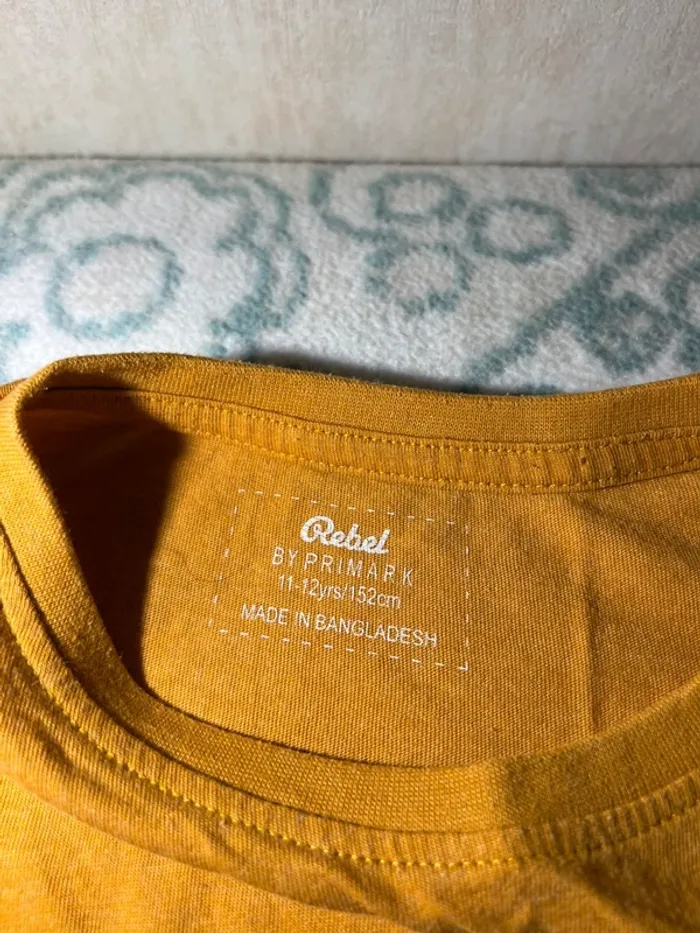 Rebel
BY PRIMARK
11-12yrs/152cm
MADE IN BANGLADESH